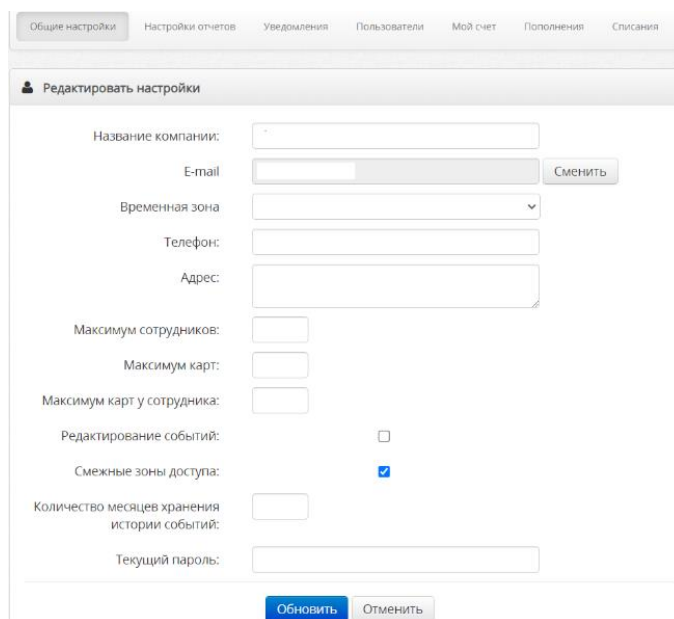 Общие настройки Настройки отчетов Уведомления Пользователи Мой счет Пополнения Списания
Редактировать настройки
Название компании:
E-mail Сменить
Временная зона
Телефон:
Адрес:
Максимум сотрудников:
Максимум карт:
Максимум карт у сотрудника:
Редактирование событий:
Смежные зоны доступа:
Количество месяцев хранения
истории событий:
Текущий пароль:
Обновить Отменить